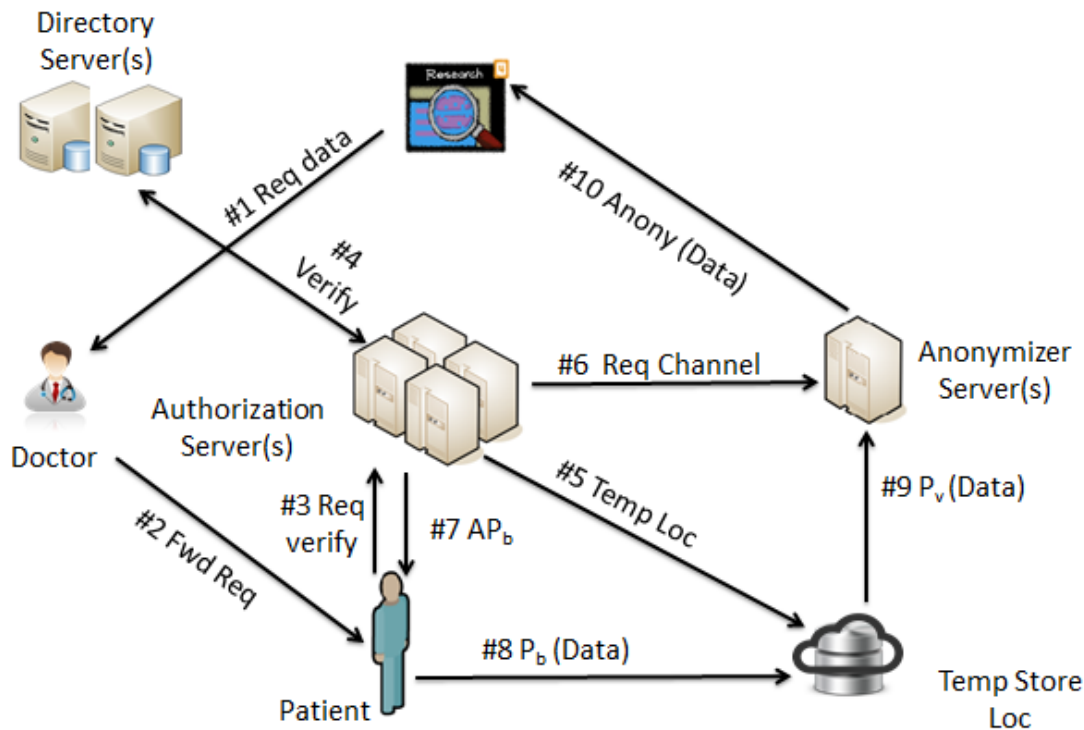 Directory
Server(s)
Research
#1 Req data
#10 Anony (Data)
#4
Verify
#6 Req Channel
Anonymizer
Server(s)
Authorization
Server(s)
Doctor
#2 Fwd Req
#3 Req
verify
#7 APb
#5 Temp Loc
#9 Pv (Data)
#8 Pb (Data)
Patient
Temp Store
Loc